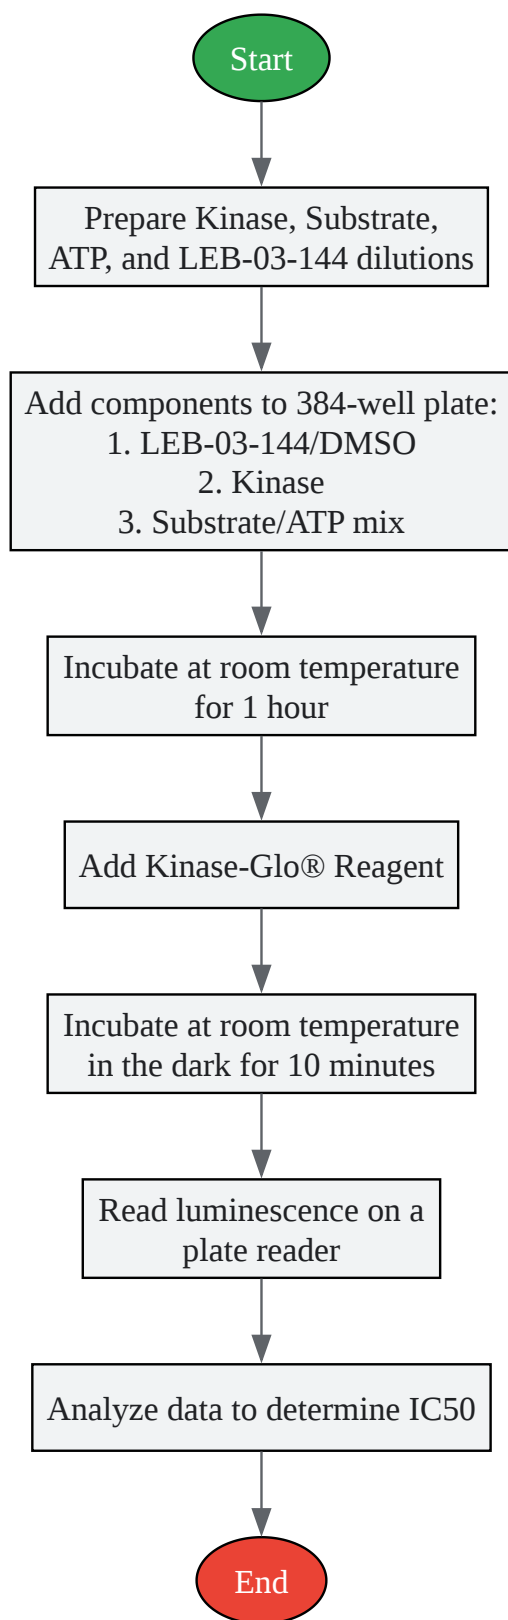 Start
Prepare Kinase, Substrate,
ATP, and LEB-03-144 dilutions
Add components to 384-well plate:
1. LEB-03-144/DMSO
2. Kinase
3. Substrate/ATP mix
Incubate at room temperature
for 1 hour
Add Kinase-Glo® Reagent
Incubate at room temperature
in the dark for 10 minutes
Read luminescence on a
plate reader
Analyze data to determine IC50
End